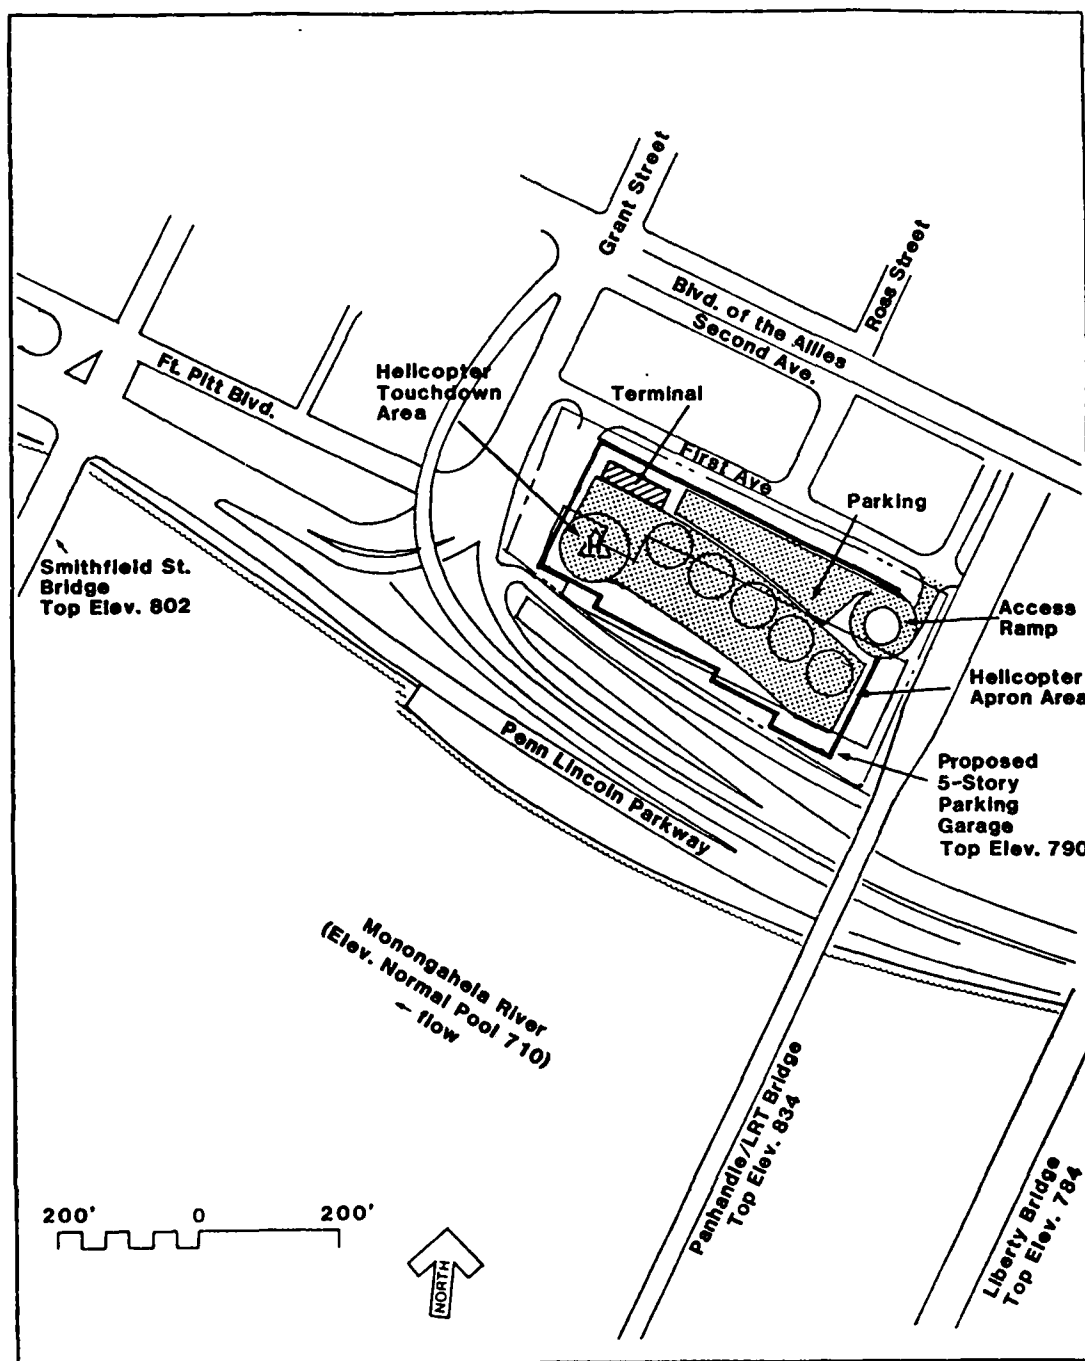 Grant Street
Ross Street
Blvd. of the Allies
Second Ave.
Ft. Pitt Blvd.
Helicopter
Touchdown
Area
Terminal
First Ave
Parking
H
Smithfield St.
Bridge
Top Elev. 802
Access
Ramp
Helicopter
Apron Area
Proposed
5-Story
Parking
Garage
Top Elev. 790
Penn Lincoln Parkway
Monongahela River
(Elev. Normal Pool 710)
flow
Panhandle/LRT Bridge
Top Elev. 834
Liberty Bridge
Top Elev. 784
200' 0 200'
NORTH